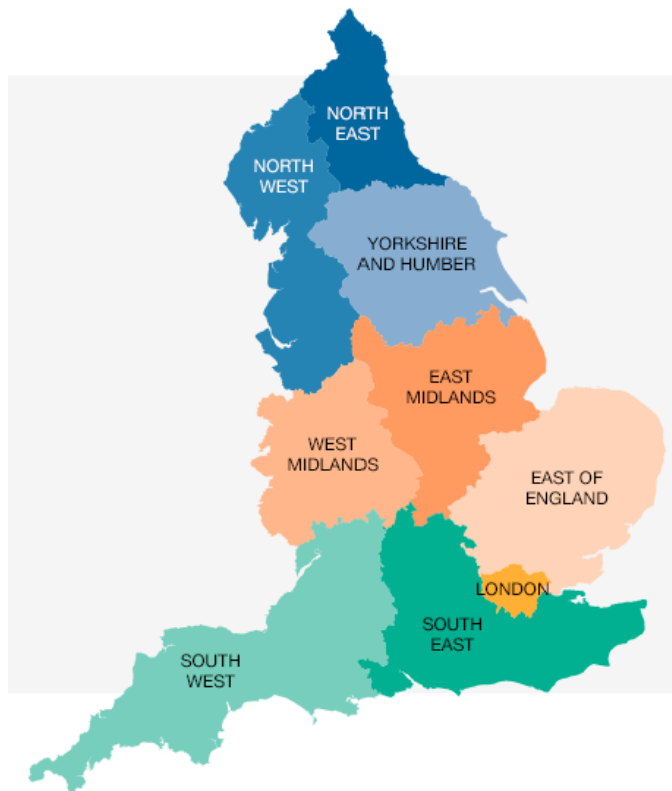 NORTH
EAST
NORTH
WEST
YORKSHIRE
AND HUMBER
EAST
MIDLANDS
WEST
MIDLANDS
EAST OF
ENGLAND
LONDON
SOUTH
EAST
SOUTH
WEST